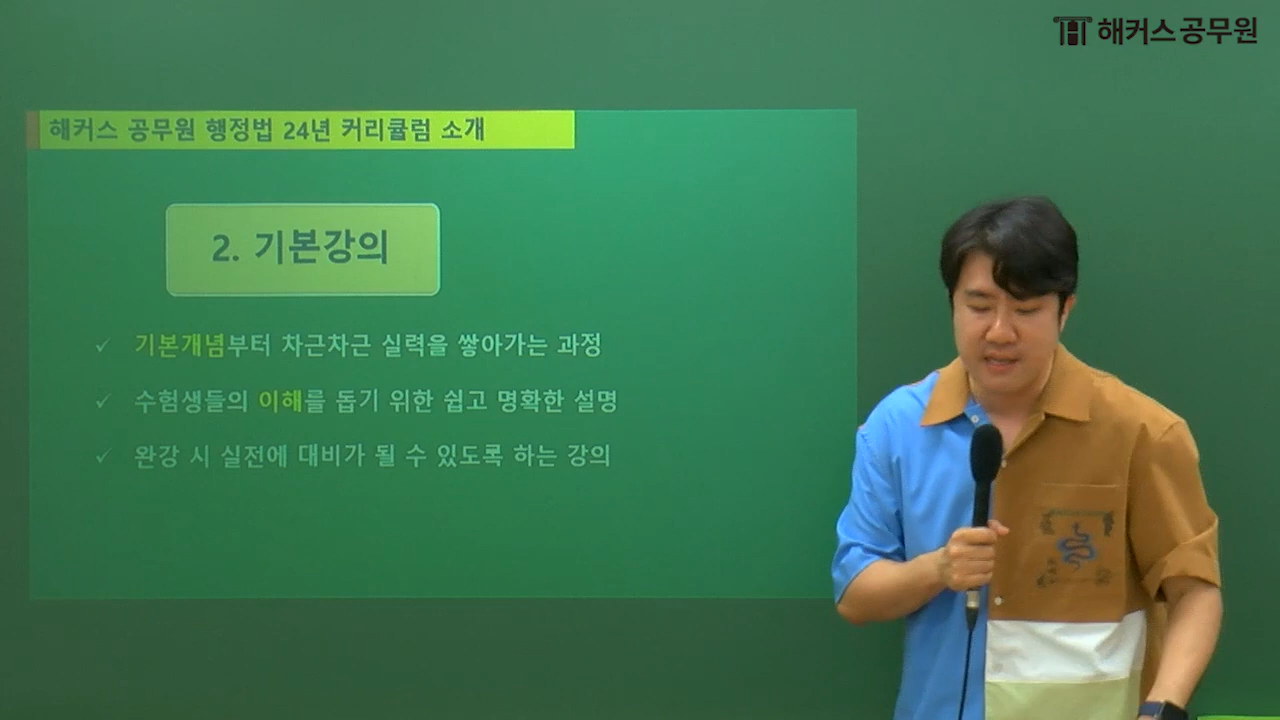 해커스 공무원
해커스 공무원 행정법 24년 커리큘럼 소개
2. 기본강의
✓ 기본개념부터 차근차근 실력을 쌓아가는 과정
✓ 수험생들의 이해를 돕기 위한 쉽고 명확한 설명
✓ 완강 시 실전에 대비가 될 수 있도록 하는 강의